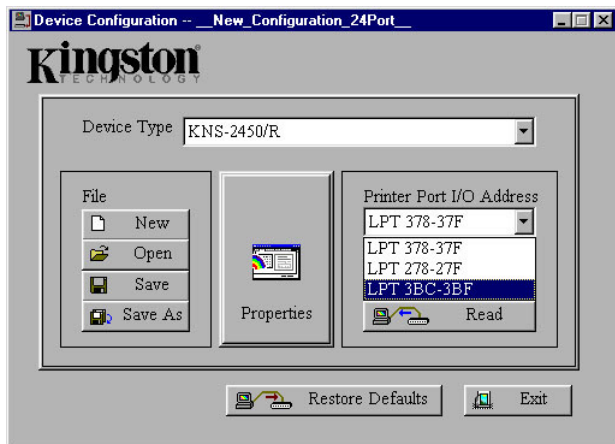 Device Configuration -- __New_Configuration_24Port__
Kingston
TECHNOLOGY
Device Type
KNS-2450/R
File
New
Open
Save
Save As
Properties
Printer Port I/O Address
LPT 378-37F
LPT 378-37F
LPT 278-27F
LPT 3BC-3BF
Read
Restore Defaults
Exit